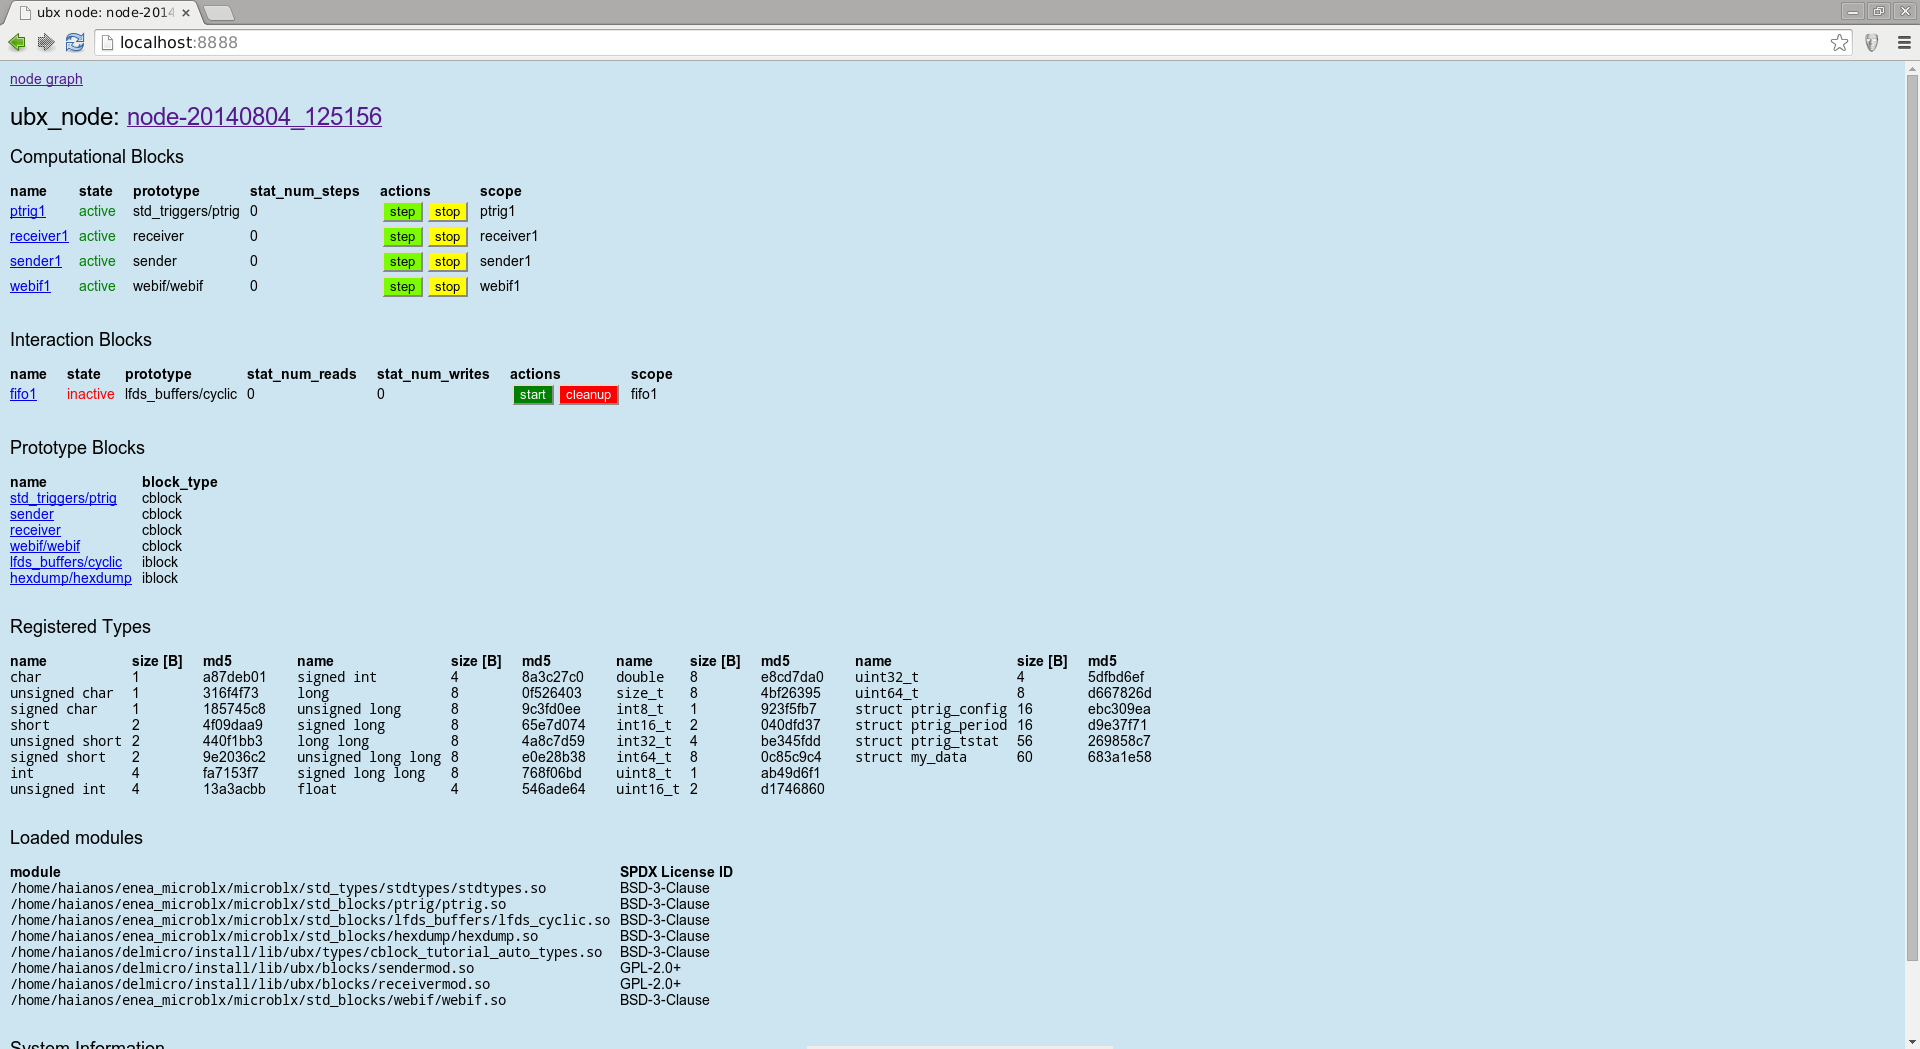 ubx node: node-2014
localhost:8888
node graph
ubx_node: node-20140804_125156
Computational Blocks
name state prototype stat_num_steps actions scope
ptrig1 active std_triggers/ptrig 0 step stop ptrig1
receiver1 active receiver 0 step stop receiver1
sender1 active sender 0 step stop sender1
webif1 active webif/webif 0 step stop webif1
Interaction Blocks
name state prototype stat_num_reads stat_num_writes actions scope
fifo1 inactive lfds_buffers/cyclic 0 0 start cleanup fifo1
Prototype Blocks
name block_type
std_triggers/ptrig cblock
sender cblock
receiver cblock
webif/webif cblock
lfds_buffers/cyclic iblock
hexdump/hexdump iblock
Registered Types
name size [B] md5 name size [B] md5 name size [B] md5 name size [B] md5
char 1 a87deb01 signed int 4 8a3c27c0 double 8 e8cd7da0 uint32_t 4 5dfbd6ef
unsigned char 1 316f4f73 long 8 0f526403 size_t 8 4bf26395 uint64_t 8 d667826d
signed char 1 185745c8 unsigned long 8 9c3fd0ee int8_t 1 923f5fb7 struct ptrig_config 16 ebc309ea
short 2 4f09daa9 signed long 8 65e7d074 int16_t 2 040dfd37 struct ptrig_period 16 d9e37f71
unsigned short 2 440f1bb3 long long 8 4a8c7d59 int32_t 4 be345fdd struct ptrig_tstat 56 269858c7
signed short 2 9e2036c2 unsigned long long 8 e0e28b38 int64_t 8 0c85c9c4 struct my_data 60 683a1e58
int 4 fa7153f7 signed long long 8 768f06bd uint8_t 1 ab49d6f1
unsigned int 4 13a3acbb float 4 546ade64 uint16_t 2 d1746860
Loaded modules
module SPDX License ID
/home/haianos/enea_microblx/microblx/std_types/stdtypes/stdtypes.so BSD-3-Clause
/home/haianos/enea_microblx/microblx/std_blocks/ptrig/ptrig.so BSD-3-Clause
/home/haianos/enea_microblx/microblx/std_blocks/lfds_buffers/lfds_cyclic.so BSD-3-Clause
/home/haianos/enea_microblx/microblx/std_blocks/hexdump/hexdump.so BSD-3-Clause
/home/haianos/delmicro/install/lib/ubx/types/cblock_tutorial_auto_types.so BSD-3-Clause
/home/haianos/delmicro/install/lib/ubx/blocks/sendermod.so GPL-2.0+
/home/haianos/delmicro/install/lib/ubx/blocks/receivermod.so GPL-2.0+
/home/haianos/enea_microblx/microblx/std_blocks/webif/webif.so BSD-3-Clause
System Information